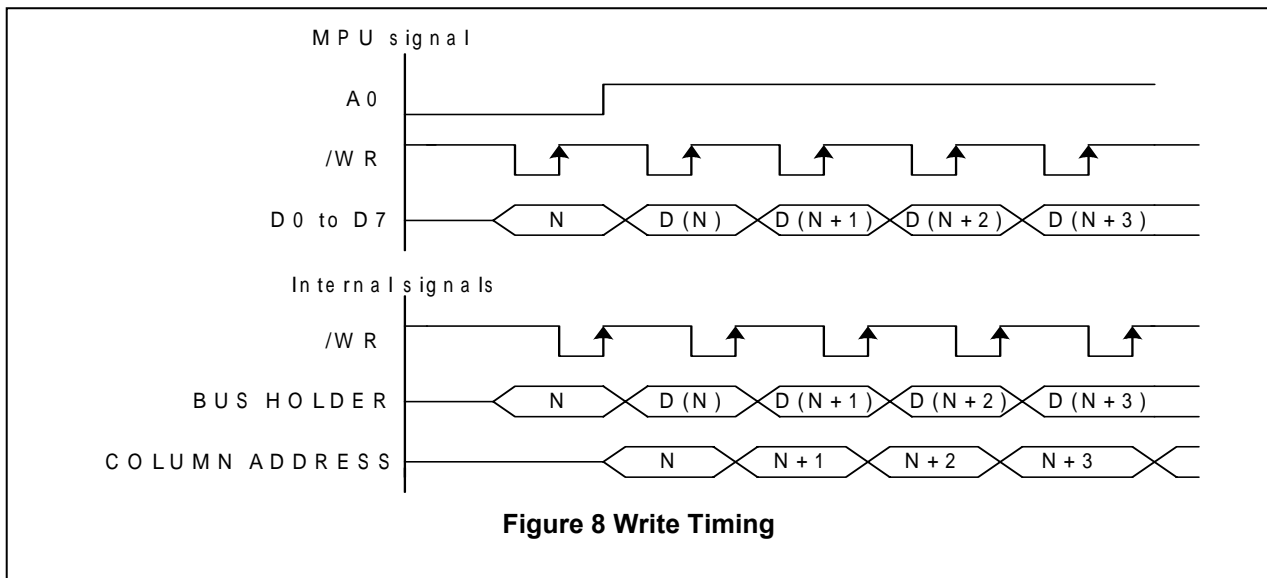 MPU signal
A0
/WR
D0 to D7 N D(N) D(N+1) D(N+2) D(N+3)
Internal signals
/WR
BUS HOLDER N D(N) D(N+1) D(N+2) D(N+3)
COLUMN ADDRESS N N+1 N+2 N+3
Figure 8 Write Timing